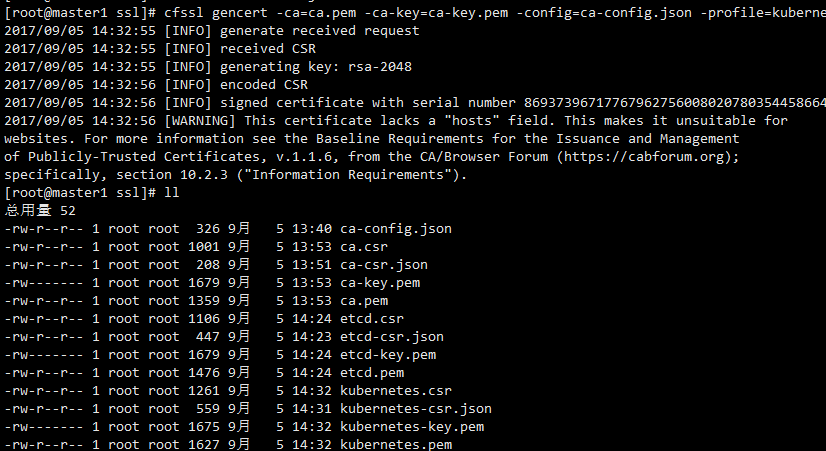 [root@master1 ssl]# cfssl gencert -ca=ca.pem -ca-key=ca-key.pem -config=ca-config.json -profile=kuberne
2017/09/05 14:32:55 [INFO] generate received request
2017/09/05 14:32:55 [INFO] received CSR
2017/09/05 14:32:55 [INFO] generating key: rsa-2048
2017/09/05 14:32:56 [INFO] encoded CSR
2017/09/05 14:32:56 [INFO] signed certificate with serial number 869373967177679627560080207803544586664
2017/09/05 14:32:56 [WARNING] This certificate lacks a "hosts" field. This makes it unsuitable for
websites. For more information see the Baseline Requirements for the Issuance and Management
of Publicly-Trusted Certificates, v.1.1.6, from the CA/Browser Forum (https://cabforum.org);
specifically, section 10.2.3 ("Information Requirements").
[root@master1 ssl]# ll
总用量 52
-rw-r--r-- 1 root root  326 9月   5 13:40 ca-config.json
-rw-r--r-- 1 root root 1001 9月   5 13:53 ca.csr
-rw-r--r-- 1 root root  208 9月   5 13:51 ca-csr.json
-rw------- 1 root root 1679 9月   5 13:53 ca-key.pem
-rw-r--r-- 1 root root 1359 9月   5 13:53 ca.pem
-rw-r--r-- 1 root root 1106 9月   5 14:24 etcd.csr
-rw-r--r-- 1 root root  447 9月   5 14:23 etcd-csr.json
-rw------- 1 root root 1679 9月   5 14:24 etcd-key.pem
-rw-r--r-- 1 root root 1476 9月   5 14:24 etcd.pem
-rw-r--r-- 1 root root 1261 9月   5 14:32 kubernetes.csr
-rw-r--r-- 1 root root  559 9月   5 14:31 kubernetes-csr.json
-rw------- 1 root root 1675 9月   5 14:32 kubernetes-key.pem
-rw-r--r-- 1 root root 1627 9月   5 14:32 kubernetes.pem